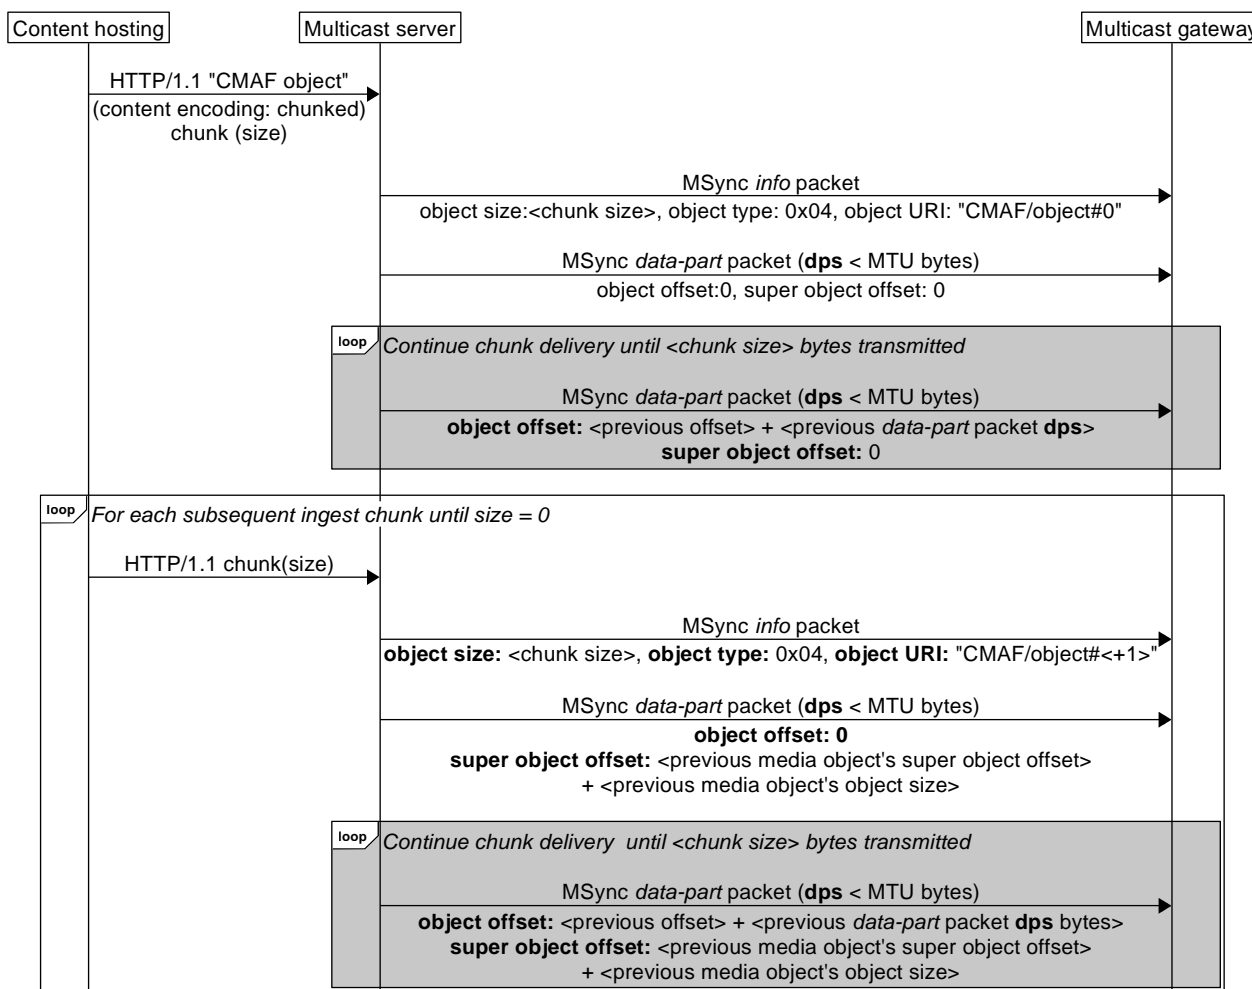 Content hosting
Multicast server
Multicast gateway
HTTP/1.1 "CMAF object"
(content encoding: chunked)
chunk (size)
MSync info packet
object size:<chunk size>, object type: 0x04, object URI: "CMAF/object#0"
MSync data-part packet (dps < MTU bytes)
object offset:0, super object offset: 0
loop
Continue chunk delivery until <chunk size> bytes transmitted
MSync data-part packet (dps < MTU bytes)
object offset: <previous offset> + <previous data-part packet dps>
super object offset: 0
loop
For each subsequent ingest chunk until size = 0
HTTP/1.1 chunk(size)
MSync info packet
object size: <chunk size>, object type: 0x04, object URI: "CMAF/object#<+1>"
MSync data-part packet (dps < MTU bytes)
object offset: 0
super object offset: <previous media object's super object offset>
+ <previous media object's object size>
loop
Continue chunk delivery  until <chunk size> bytes transmitted
MSync data-part packet (dps < MTU bytes)
object offset: <previous offset> + <previous data-part packet dps bytes>
super object offset: <previous media object's super object offset>
+ <previous media object's object size>